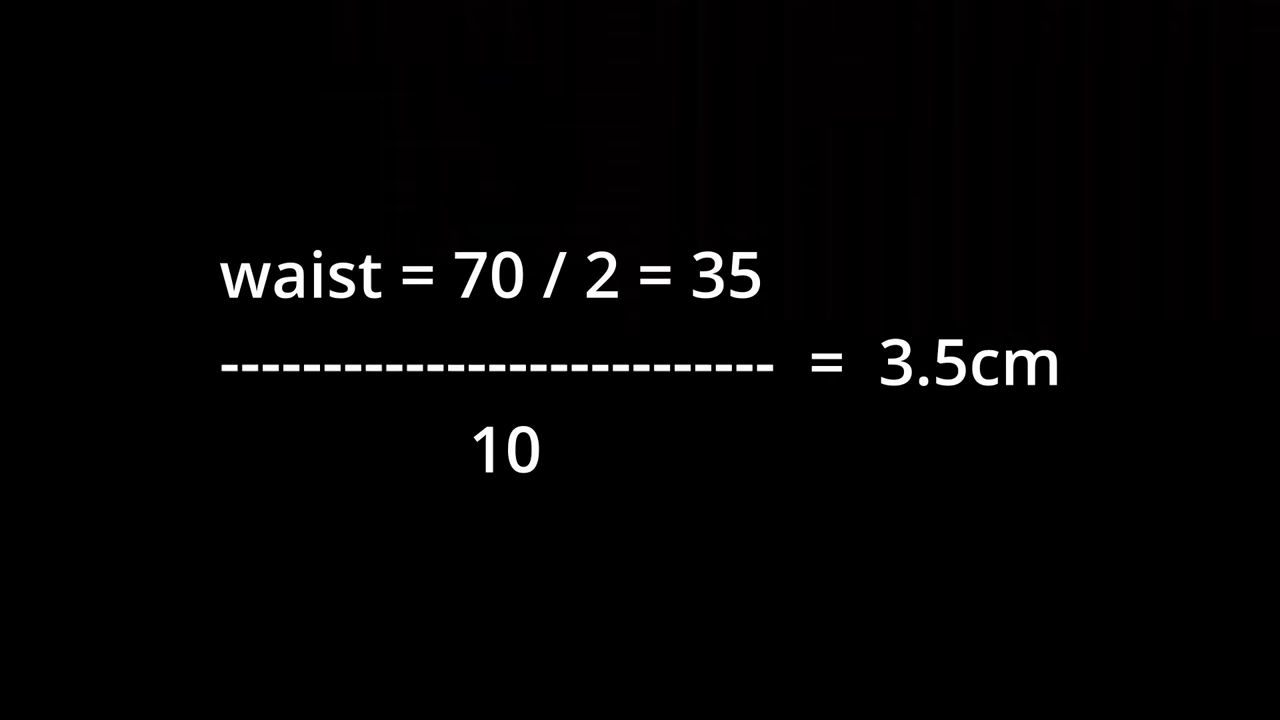 waist = 70 / 2 = 35
--------------------------- = 3.5cm
10